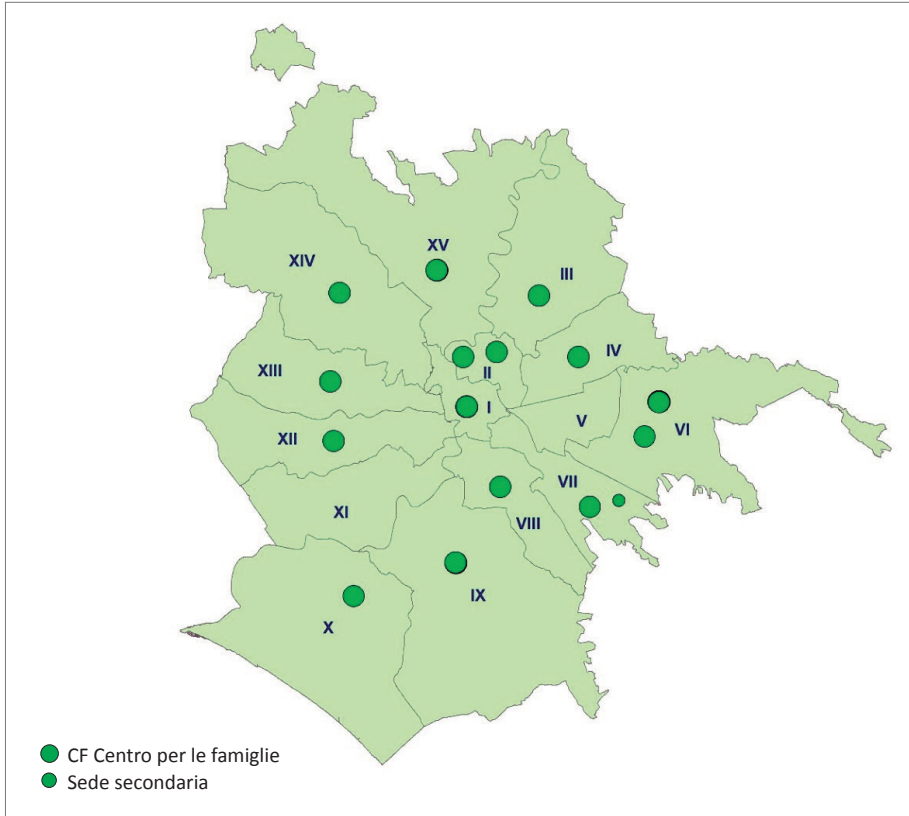 XV
XIV
III
IV
XIII
II
I
V
VI
XII
VII
XI
VIII
IX
X
CF Centro per le famiglie
Sede secondaria